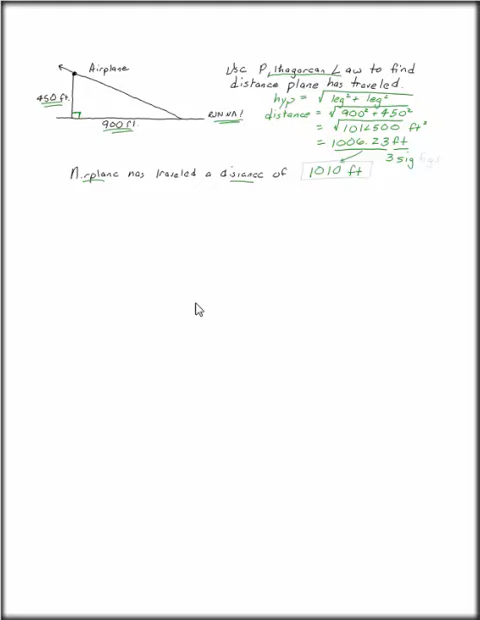 Airplane
450 ft.
900 ft.
Use Pythagorean Law to find
distance plane has traveled.
hyp = √leg² + leg²
distance = √900² + 450²
= √1012500 ft²
= 1006.23 ft
3 sig figs
Airplane has traveled a distance of 1010 ft